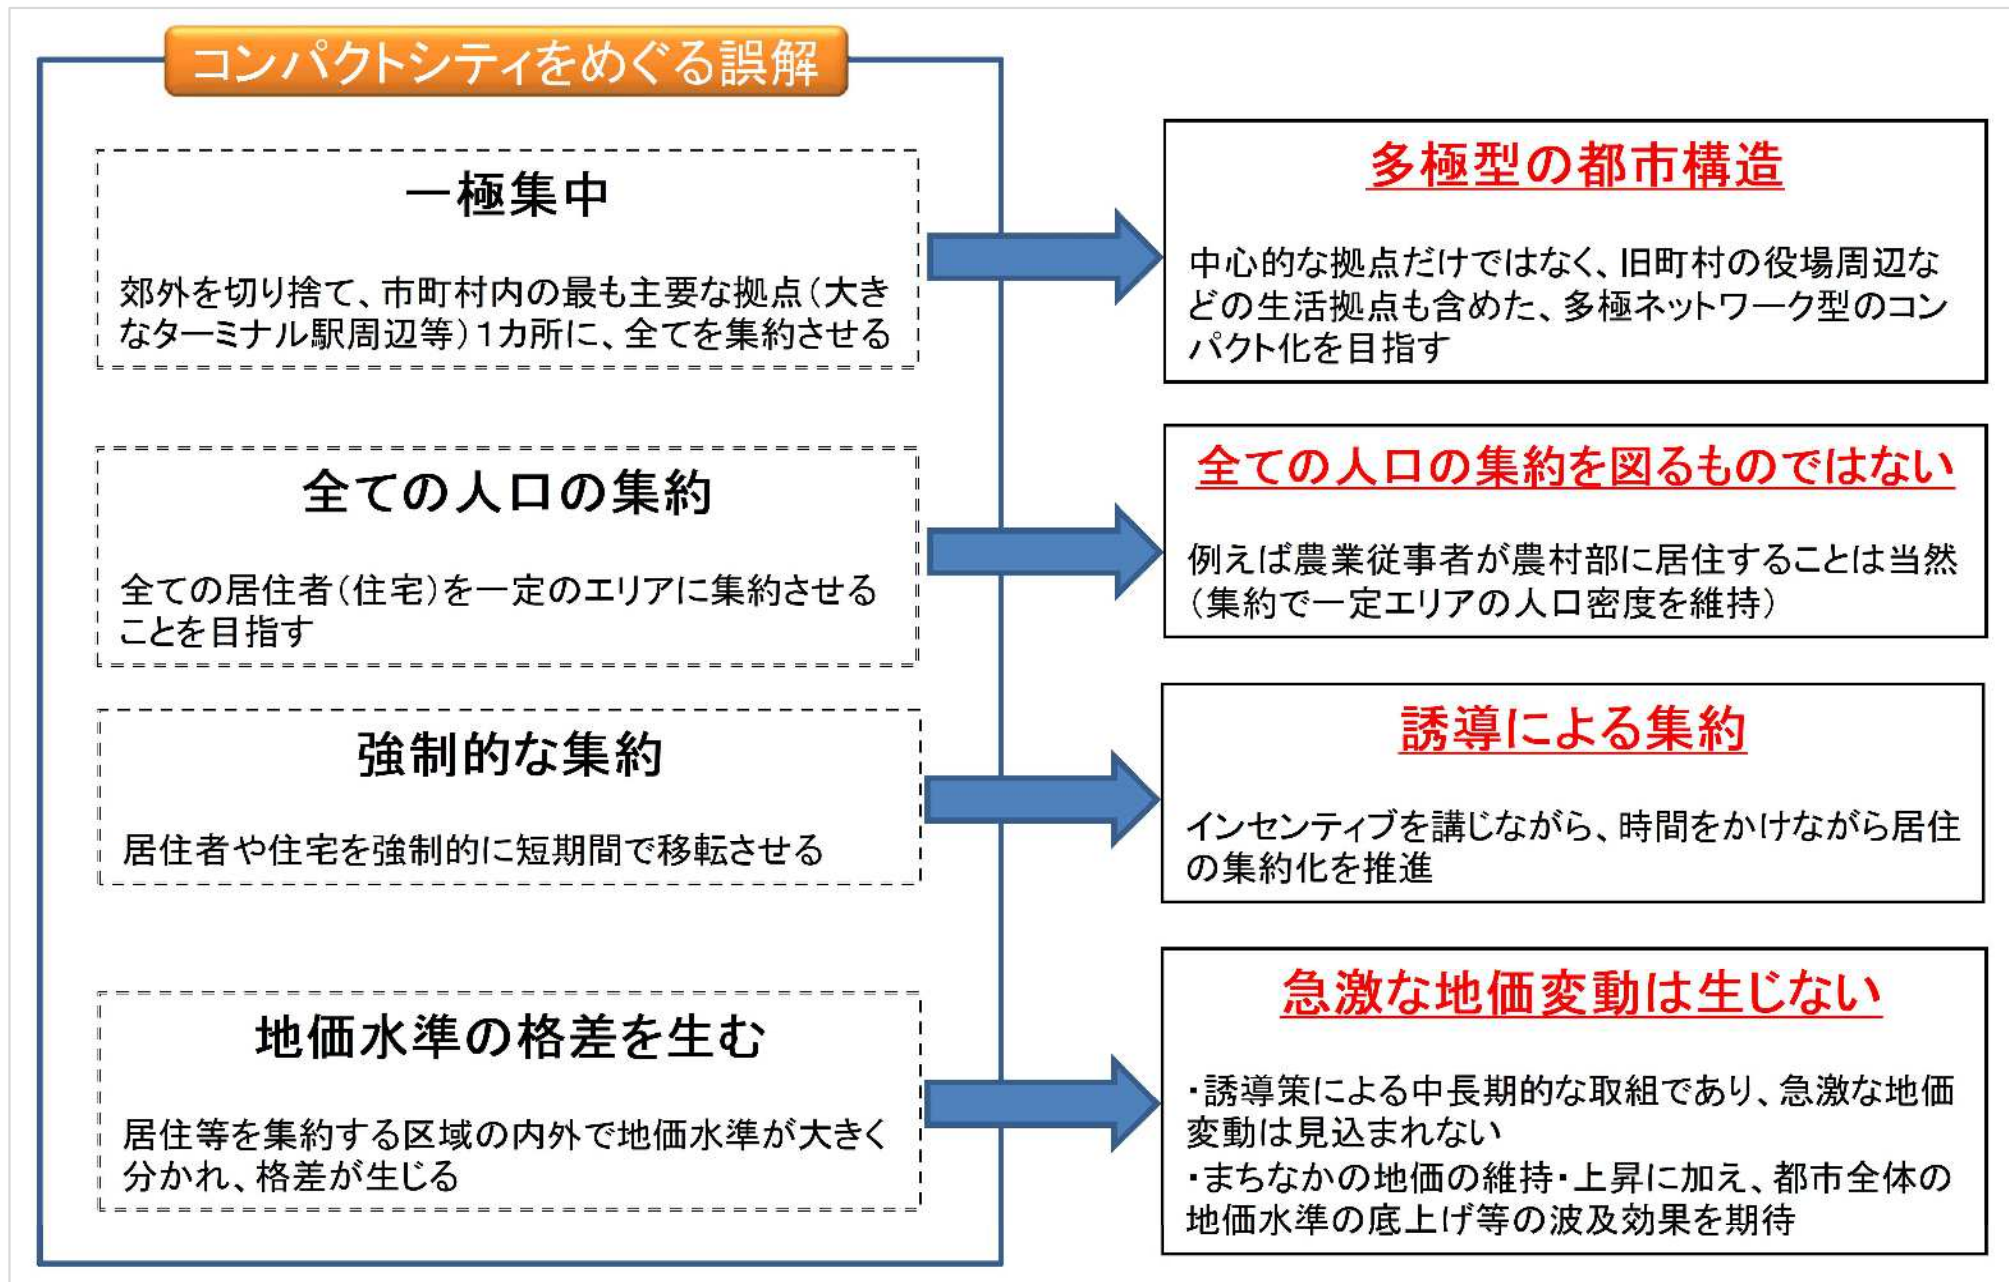 コンパクトシティをめぐる誤解
一極集中
郊外を切り捨て、市町村内の最も主要な拠点(大き
なターミナル駅周辺等)1カ所に、全てを集約させる
多極型の都市構造
中心的な拠点だけではなく、旧町村の役場周辺な
どの生活拠点も含めた、多極ネットワーク型のコン
パクト化を目指す
全ての人口の集約
全ての居住者(住宅)を一定のエリアに集約させる
ことを目指す
全ての人口の集約を図るものではない
例えば農業従事者が農村部に居住することは当然
(集約で一定エリアの人口密度を維持)
強制的な集約
居住者や住宅を強制的に短期間で移転させる
誘導による集約
インセンティブを講じながら、時間をかけながら居住
の集約化を推進
地価水準の格差を生む
居住等を集約する区域の内外で地価水準が大きく
分かれ、格差が生じる
急激な地価変動は生じない
・誘導策による中長期的な取組であり、急激な地価
変動は見込まれない
・まちなかの地価の維持・上昇に加え、都市全体の
地価水準の底上げ等の波及効果を期待